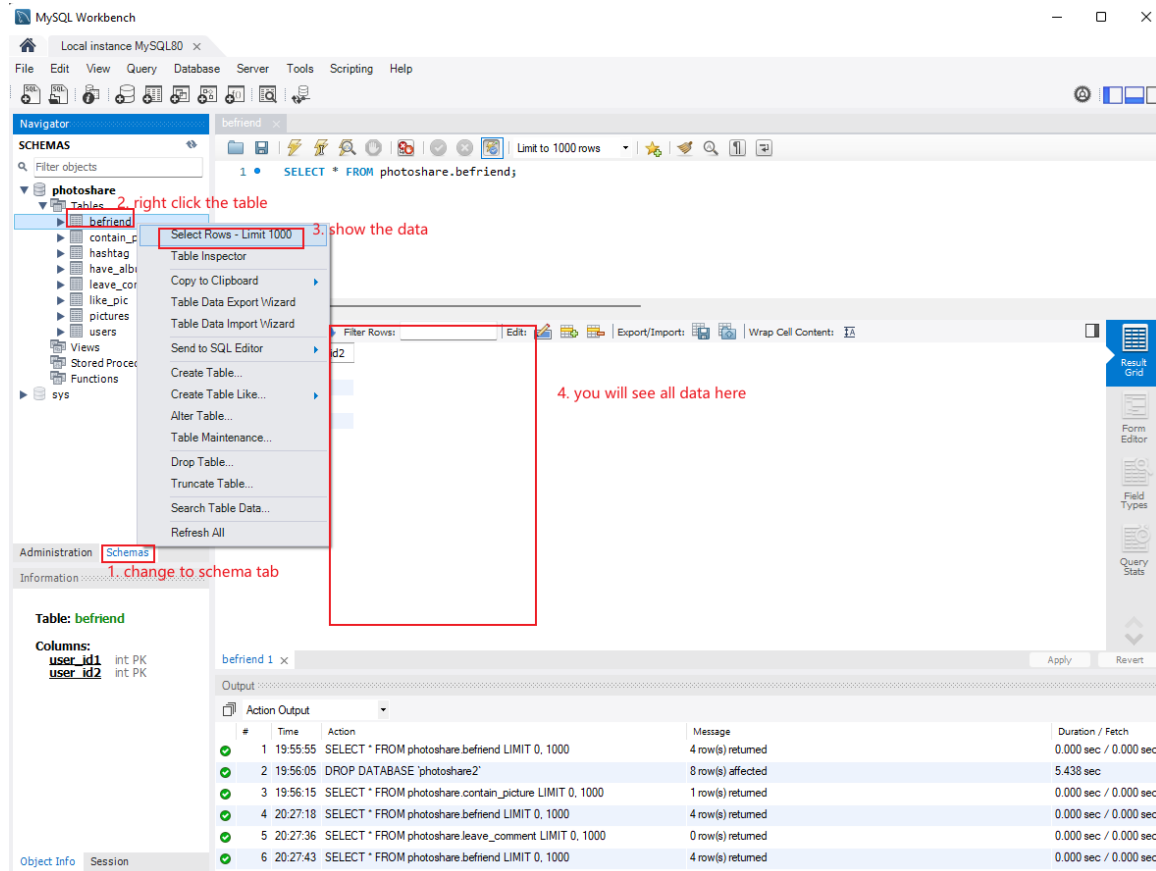 MySQL Workbench
Local instance MySQL80
File Edit View Query Database Server Tools Scripting Help
Navigator
SCHEMAS
Filter objects
photoshare
Tables
2. right click the table
befriend
contain_p
hashtag
have_alb
leave_co
like_pic
pictures
users
Views
Stored Proced
Functions
sys
befriend
Limit to 1000 rows
1 SELECT * FROM photoshare.befriend;
Select Rows - Limit 1000
3. show the data
Table Inspector
Copy to Clipboard
Table Data Export Wizard
Table Data Import Wizard
Send to SQL Editor
Create Table...
Create Table Like...
Alter Table...
Table Maintenance...
Drop Table...
Truncate Table...
Search Table Data...
Refresh All
Filter Rows: Edit: Export/Import: Wrap Cell Content:
id2
4. you will see all data here
Result
Grid
Form
Editor
Field
Types
Query
Stats
Administration Schemas
1. change to schema tab
Information
Table: befriend
Columns:
user_id1 int PK
user_id2 int PK
Object Info Session
befriend 1
Apply Revert
Output
Action Output
# Time Action Message Duration / Fetch
1 19:55:55 SELECT * FROM photoshare.befriend LIMIT 0, 1000 4 row(s) returned 0.000 sec / 0.000 sec
2 19:56:05 DROP DATABASE `photoshare2` 8 row(s) affected 5.438 sec
3 19:56:15 SELECT * FROM photoshare.contain_picture LIMIT 0, 1000 1 row(s) returned 0.000 sec / 0.000 sec
4 20:27:18 SELECT * FROM photoshare.befriend LIMIT 0, 1000 4 row(s) returned 0.000 sec / 0.000 sec
5 20:27:36 SELECT * FROM photoshare.leave_comment LIMIT 0, 1000 0 row(s) returned 0.000 sec / 0.000 sec
6 20:27:43 SELECT * FROM photoshare.befriend LIMIT 0, 1000 4 row(s) returned 0.000 sec / 0.000 sec